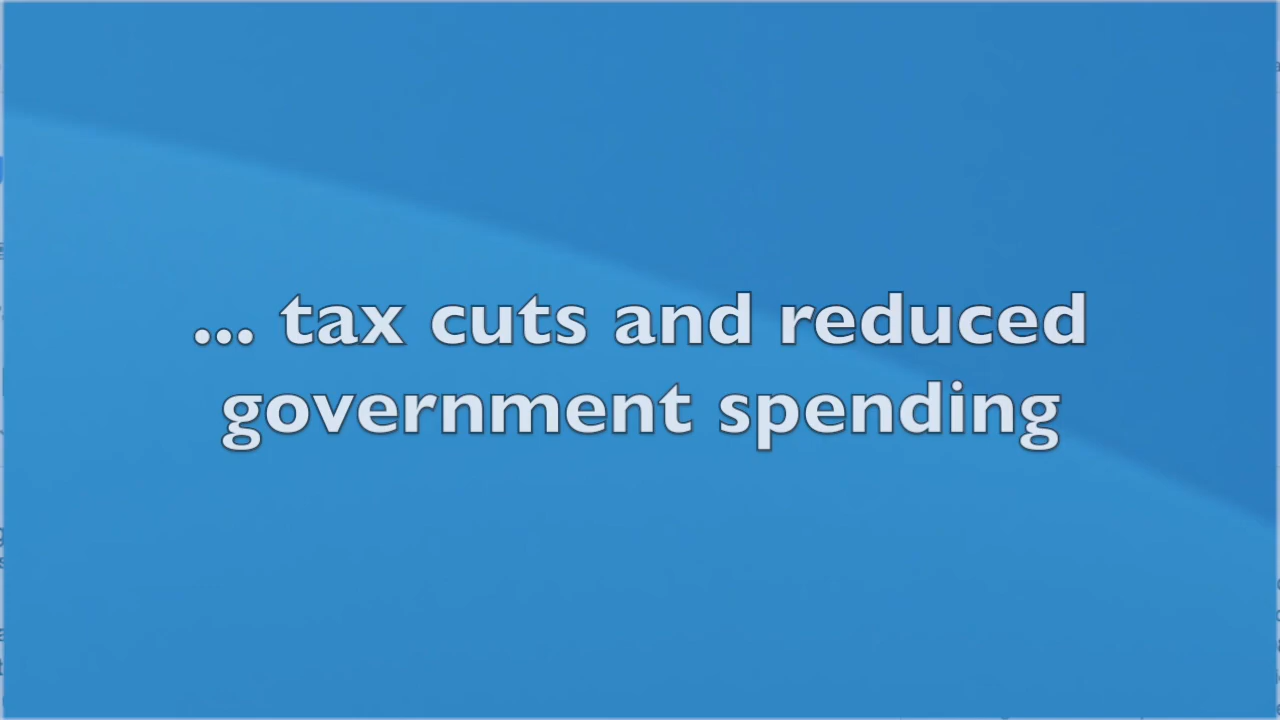 ... tax cuts and reduced
government spending